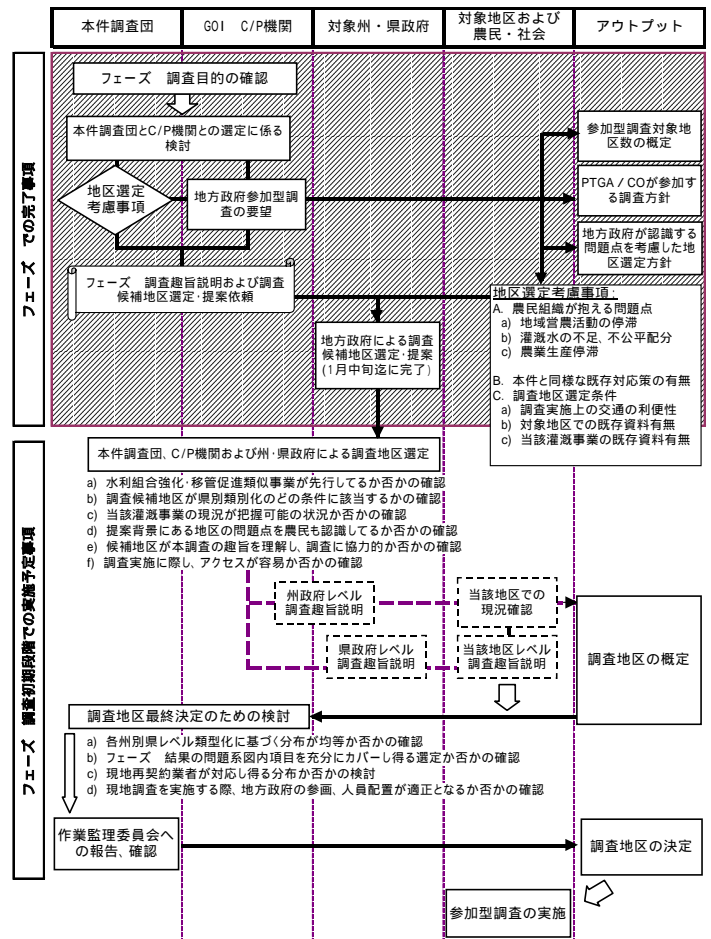 本件調査団
GOI C/P機関
対象州・県政府
対象地区および
農民・社会
アウトプット
フェーズ での完了事項
フェーズ 調査目的の確認
本件調査団とC/P機関との選定に係る
検討
地区選定
考慮事項
地方政府参加型調
査の要望
フェーズ 調査趣旨説明および調査
候補地区選定・提案依頼
地方政府による調査
候補地区選定・提案
(1月中旬迄に完了)
参加型調査対象地
区数の概定
PTGA / COが参加す
る調査方針
地方政府が認識する
問題点を考慮した地
区選定方針
地区選定考慮事項:
A. 農民組織が抱える問題点
a) 地域営農活動の停滞
b) 灌漑水の不足、不公平配分
c) 農業生産停滞
B. 本件と同様な既存対応策の有無
C. 調査地区選定条件
a) 調査実施上の交通の利便性
b) 対象地区での既存資料有無
c) 当該灌漑事業の既存資料有無
フェーズ 調査初期段階での実施予定事項
本件調査団、C/P機関および州・県政府による調査地区選定
a) 水利組合強化・移管促進類似事業が先行してるか否かの確認
b) 調査候補地区が県別類別化のどの条件に該当するかの確認
c) 当該灌漑事業の現況が把握可能の状況か否かの確認
d) 提案背景にある地区の問題点を農民も認識してるか否かの確認
e) 候補地区が本調査の趣旨を理解し、調査に協力的か否かの確認
f) 調査実施に際し、アクセスが容易か否かの確認
州政府レベル
調査趣旨説明
当該地区での
現況確認
県政府レベル
調査趣旨説明
当該地区レベル
調査趣旨説明
調査地区の概定
調査地区最終決定のための検討
a) 各州別県レベル類型化に基づく分布が均等か否かの確認
b) フェーズ 結果の問題系図内項目を充分にカバーし得る選定か否かの確認
c) 現地再契約業者が対応し得る分布か否かの検討
d) 現地調査を実施する際、地方政府の参画、人員配置が適正となるか否かの確認
作業監理委員会へ
の報告、確認
調査地区の決定
参加型調査の実施